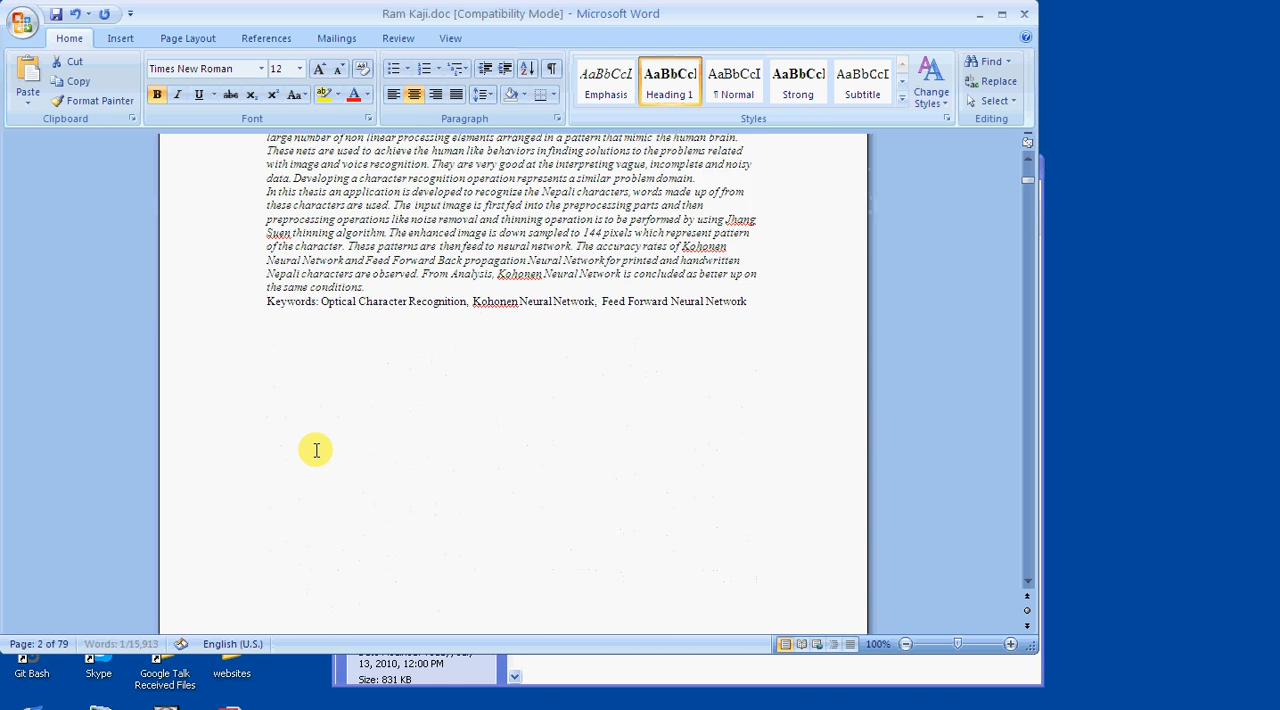 Ram Kaji.doc [Compatibility Mode] - Microsoft Word
Home Insert Page Layout References Mailings Review View
Paste
Cut
Copy
Format Painter
Clipboard
Times New Roman 12
B I U abc x₂ x² Aa A
Font
Paragraph
AaBbCcI AaBbCcl AaBbCcI AaBbCcl AaBbCcI
Emphasis Heading 1 ¶ Normal Strong Subtitle
Change
Styles
Styles
Find
Replace
Select
Editing
large number of non linear processing elements arranged in a pattern that mimic the human brain.
These nets are used to achieve the human like behaviors in finding solutions to the problems related
with image and voice recognition. They are very good at the interpreting vague, incomplete and noisy
data. Developing a character recognition operation represents a similar problem domain.
In this thesis an application is developed to recognize the Nepali characters, words made up of from
these characters are used. The input image is first fed into the preprocessing parts and then
preprocessing operations like noise removal and thinning operation is to be performed by using Jhang
Suen thinning algorithm. The enhanced image is down sampled to 144 pixels which represent pattern
of the character. These patterns are then feed to neural network. The accuracy rates of Kohonen
Neural Network and Feed Forward Back propagation Neural Network for printed and handwritten
Nepali characters are observed. From Analysis, Kohonen Neural Network is concluded as better up on
the same conditions.
Keywords: Optical Character Recognition, Kohonen Neural Network, Feed Forward Neural Network
Page: 2 of 79 Words: 1/15,913 English (U.S.) 100%
13, 2010, 12:00 PM
Size: 831 KB
Git Bash
Skype
Google Talk
Received Files
websites